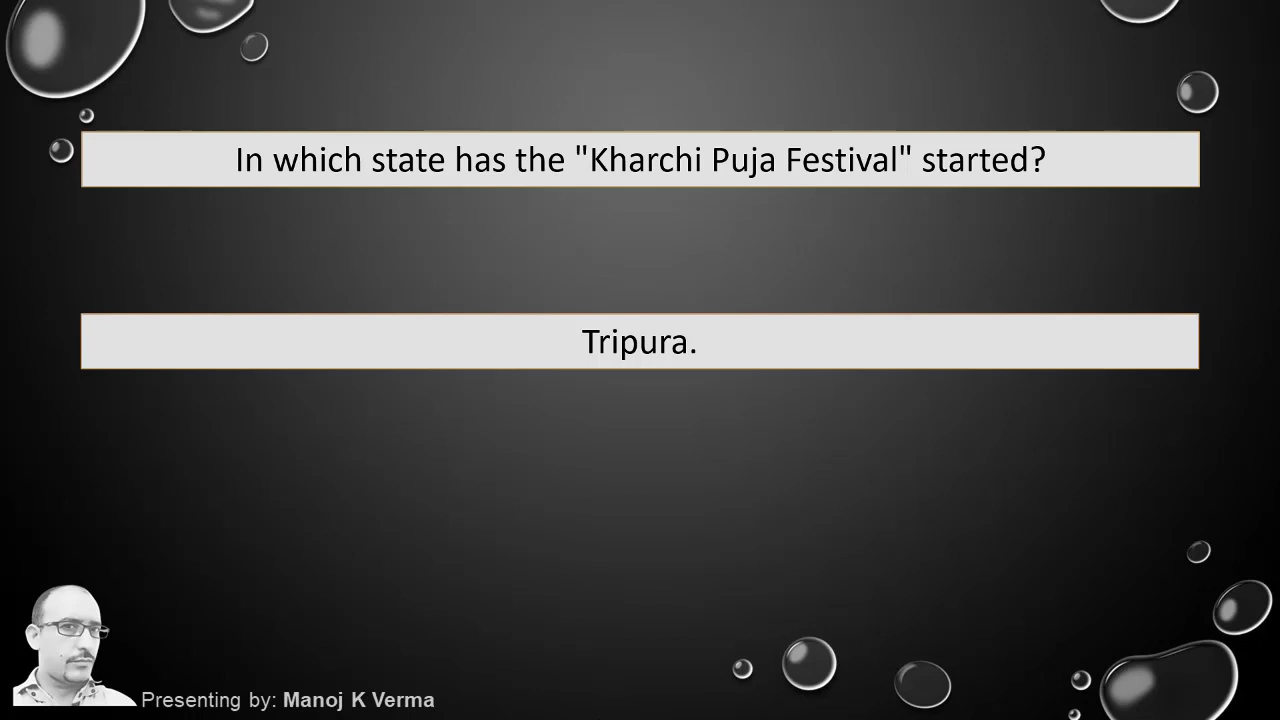 In which state has the "Kharchi Puja Festival" started?
Tripura.
Presenting by: Manoj K Verma